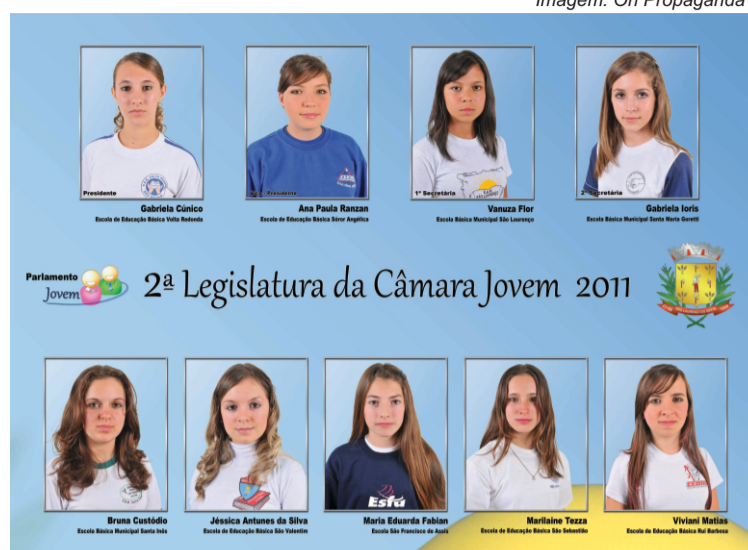 Imagem: On Propaganda
Presidente
Gabriela Cúnico
Escola de Educação Básica Volta Redonda
Presidente
Ana Paula Ranzan
Escola de Educação Básica Sóror Angélica
1ª Secretária
Vanuza Flor
Escola Básica Municipal São Lourenço
2ª Secretária
Gabriela Ioris
Escola Básica Municipal Santa Maria Goretti
Parlamento
Jovem
2ª Legislatura da Câmara Jovem 2011
Bruna Custódio
Escola Básica Municipal Santa Inês
Jéssica Antunes da Silva
Escola de Educação Básica São Valentim
Esfa
Maria Eduarda Fabian
Escola São Francisco de Assis
Marilaine Tezza
Escola de Educação Básica São Sebastião
Viviani Matias
Escola de Educação Básica Rui Barbosa